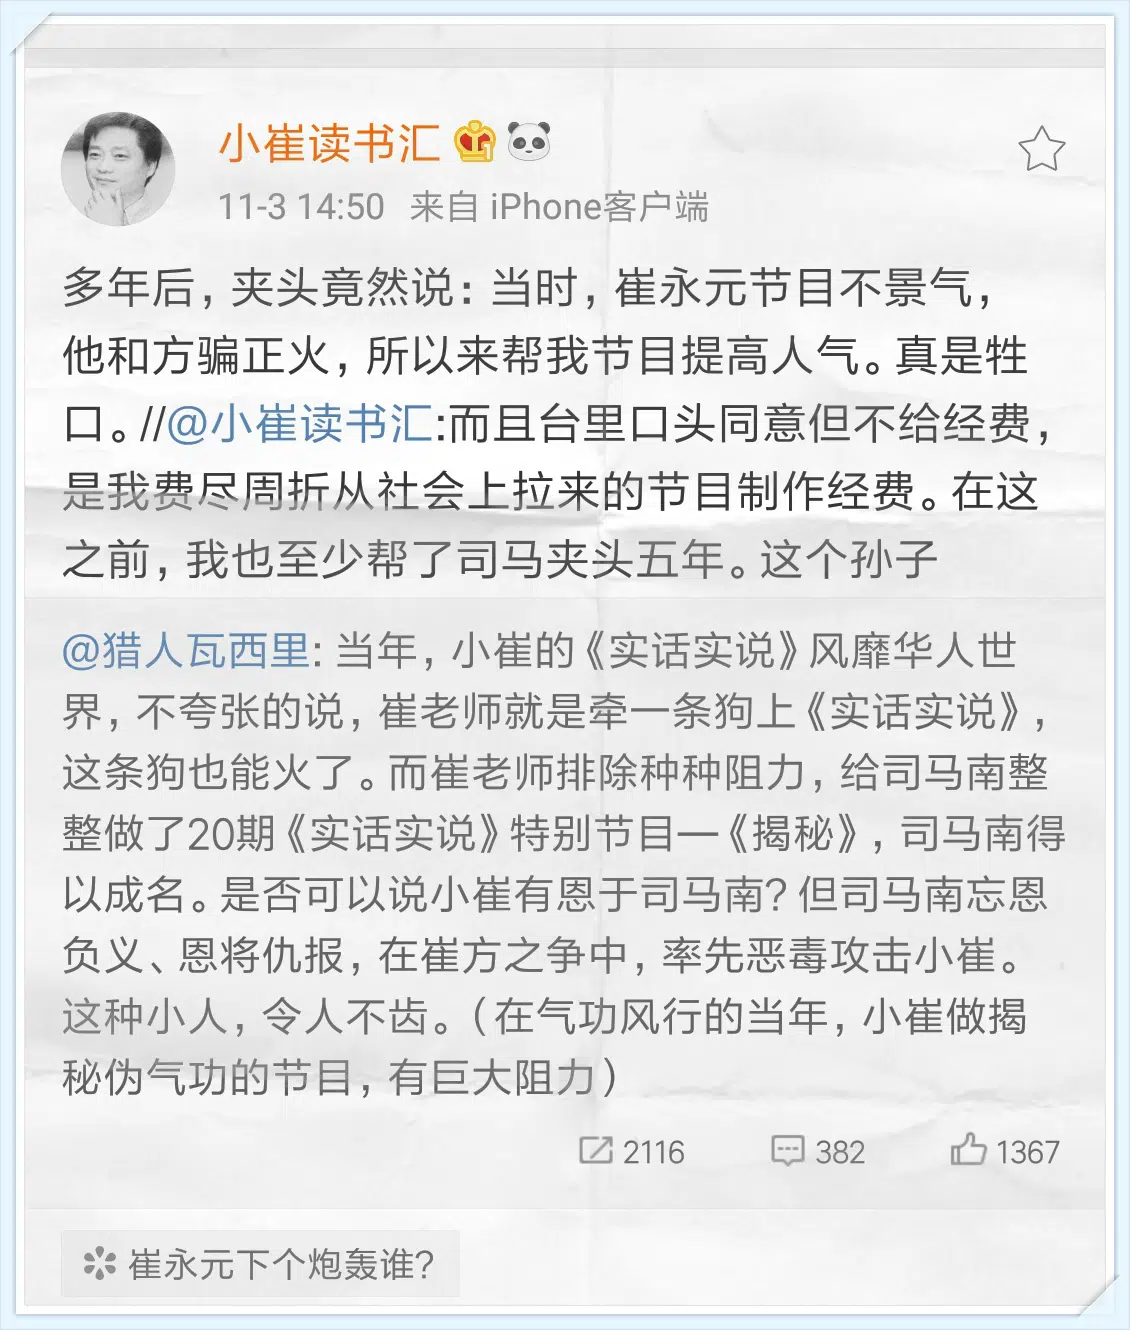 小崔读书汇
11-3 14:50 来自 iPhone客户端
多年后，夹头竟然说：当时，崔永元节目不景气，
他和方骗正火，所以来帮我节目提高人气。真是牲
口。//@小崔读书汇:而且台里口头同意但不给经费，
是我费尽周折从社会上拉来的节目制作经费。在这
之前，我也至少帮了司马夹头五年。这个孙子
@猎人瓦西里: 当年，小崔的《实话实说》风靡华人世
界，不夸张的说，崔老师就是牵一条狗上《实话实说》，
这条狗也能火了。而崔老师排除种种阻力，给司马南整
整做了20期《实话实说》特别节目—《揭秘》，司马南得
以成名。是否可以说小崔有恩于司马南？但司马南忘恩
负义、恩将仇报，在崔方之争中，率先恶毒攻击小崔。
这种小人，令人不齿。（在气功风行的当年，小崔做揭
秘伪气功的节目，有巨大阻力）
2116 382 1367
崔永元下个炮轰谁？